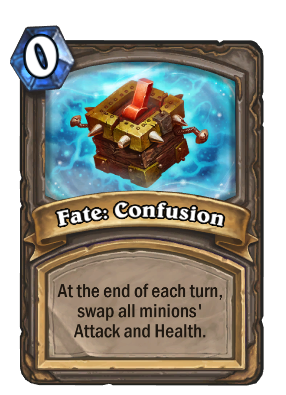 0
Fate: Confusion
At the end of each turn,
swap all minions'
Attack and Health.